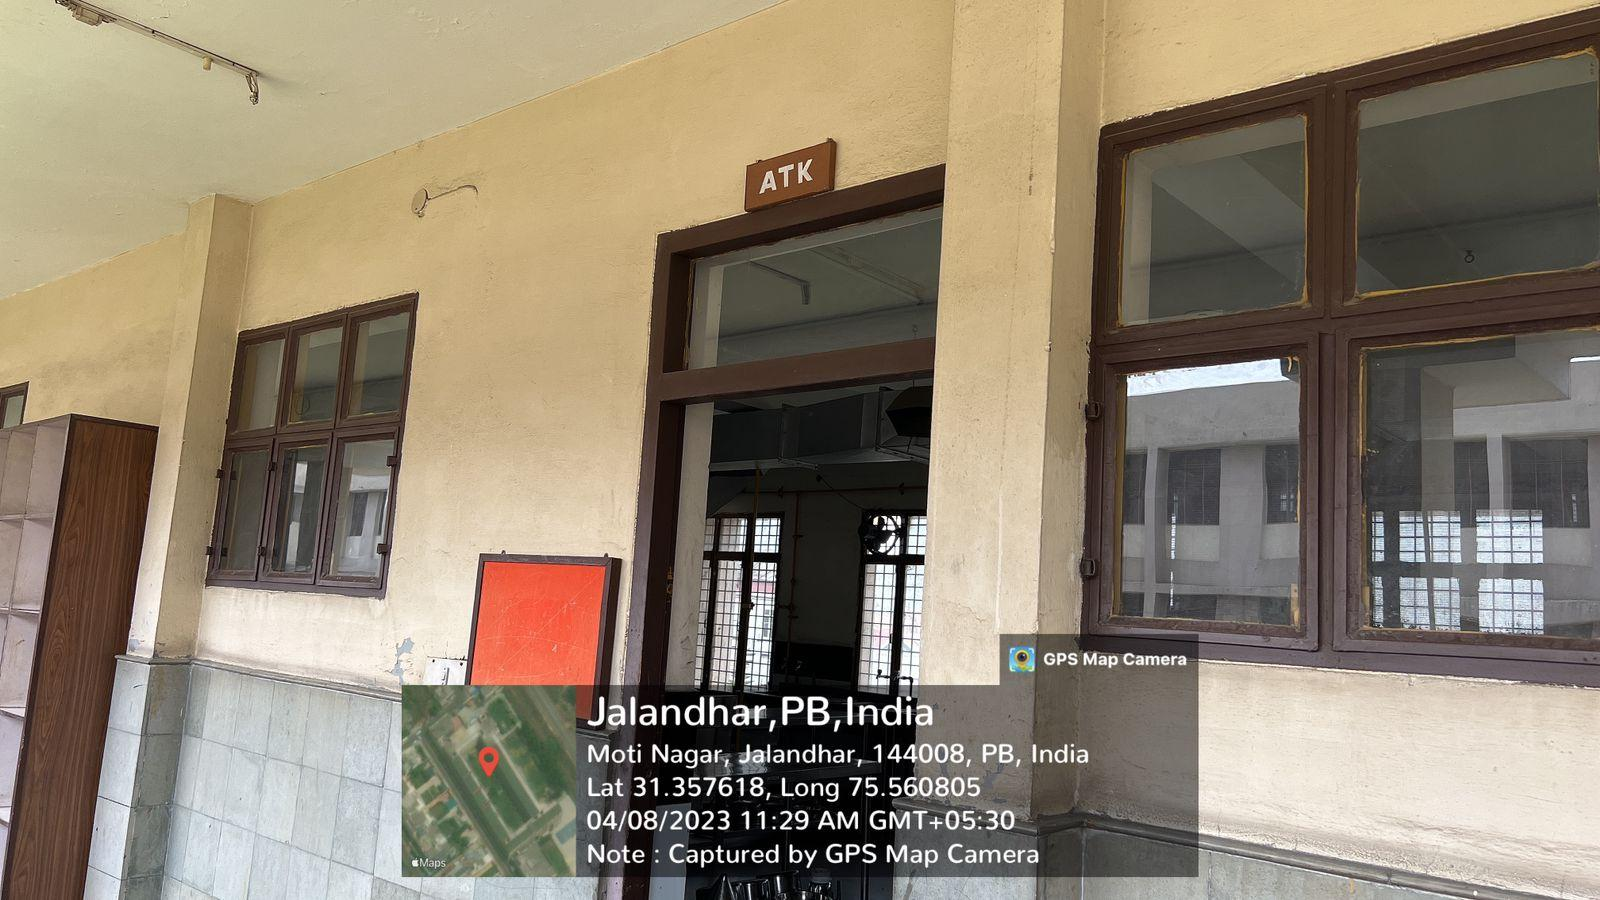 ATK
GPS Map Camera
Jalandhar,PB,India
Moti Nagar, Jalandhar, 144008, PB, India
Lat 31.357618, Long 75.560805
04/08/2023 11:29 AM GMT+05:30
Note : Captured by GPS Map Camera
Maps